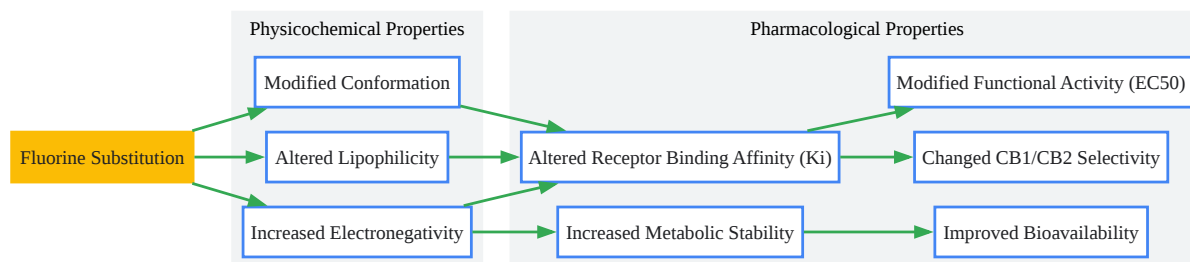 Physicochemical Properties
Pharmacological Properties
Modified Conformation
Modified Functional Activity (EC50)
Fluorine Substitution
Altered Lipophilicity
Altered Receptor Binding Affinity (Ki)
Changed CB1/CB2 Selectivity
Increased Electronegativity
Increased Metabolic Stability
Improved Bioavailability